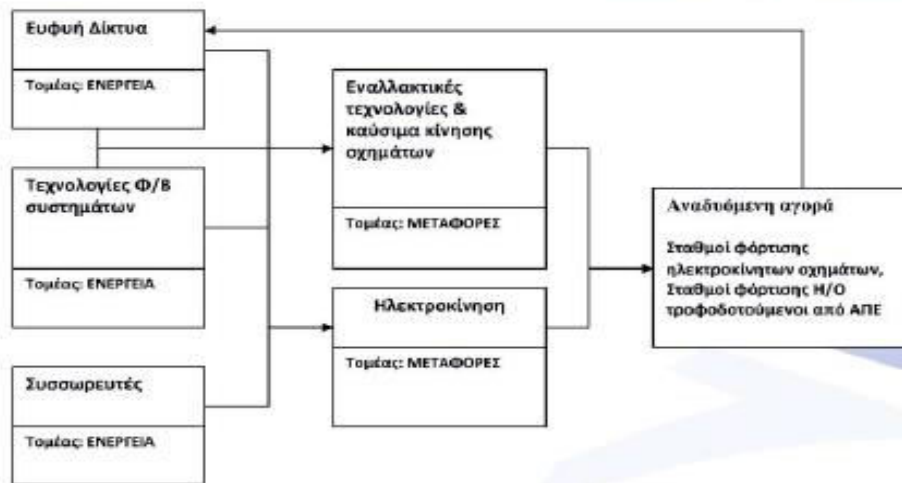 Ευφυή Δίκτυα
Τομέας: ΕΝΕΡΓΕΙΑ
Τεχνολογίες Φ/Β
συστημάτων
Τομέας: ΕΝΕΡΓΕΙΑ
Συσσωρευτές
Τομέας: ΕΝΕΡΓΕΙΑ
Εναλλακτικές
τεχνολογίες &
καύσιμα κίνησης
οχημάτων
Τομέας: ΜΕΤΑΦΟΡΕΣ
Ηλεκτροκίνηση
Τομέας: ΜΕΤΑΦΟΡΕΣ
Αναδυόμενη αγορά
Σταθμοί φόρτισης
ηλεκτροκίνητων οχημάτων,
Σταθμοί φόρτισης Η/Ο
τροφοδοτούμενοι από ΑΠΕ